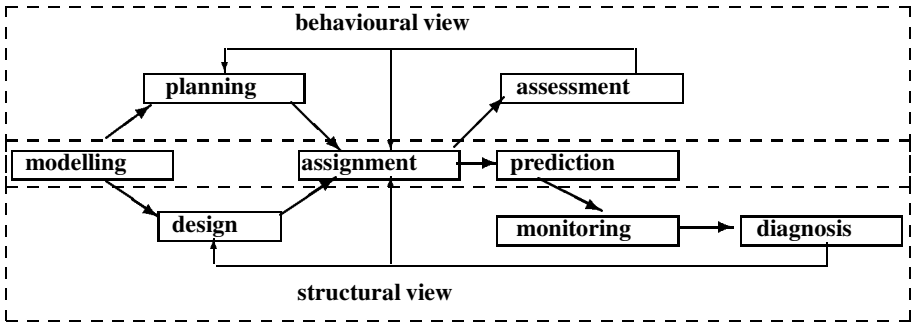 behavioural view
planning
assessment
modelling
assignment
prediction
design
monitoring
diagnosis
structural view